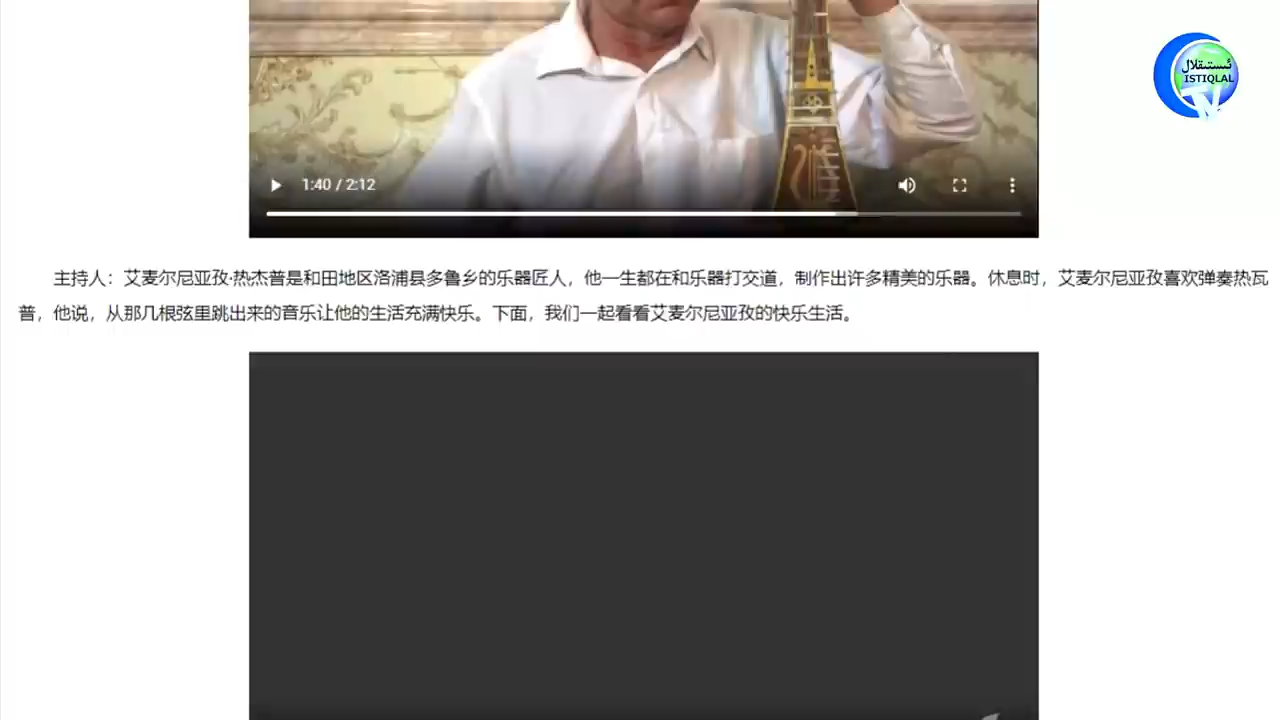 ئىستىقلال
ISTIQLAL
TV
1:40 / 2:12
主持人：艾麦尔尼亚孜·热杰普是和田地区洛浦县多鲁乡的乐器匠人，他一生都在和乐器打交道，制作出许多精美的乐器。休息时，艾麦尔尼亚孜喜欢弹奏热瓦
普，他说，从那几根弦里跳出来的音乐让他的生活充满快乐。下面，我们一起看看艾麦尔尼亚孜的快乐生活。